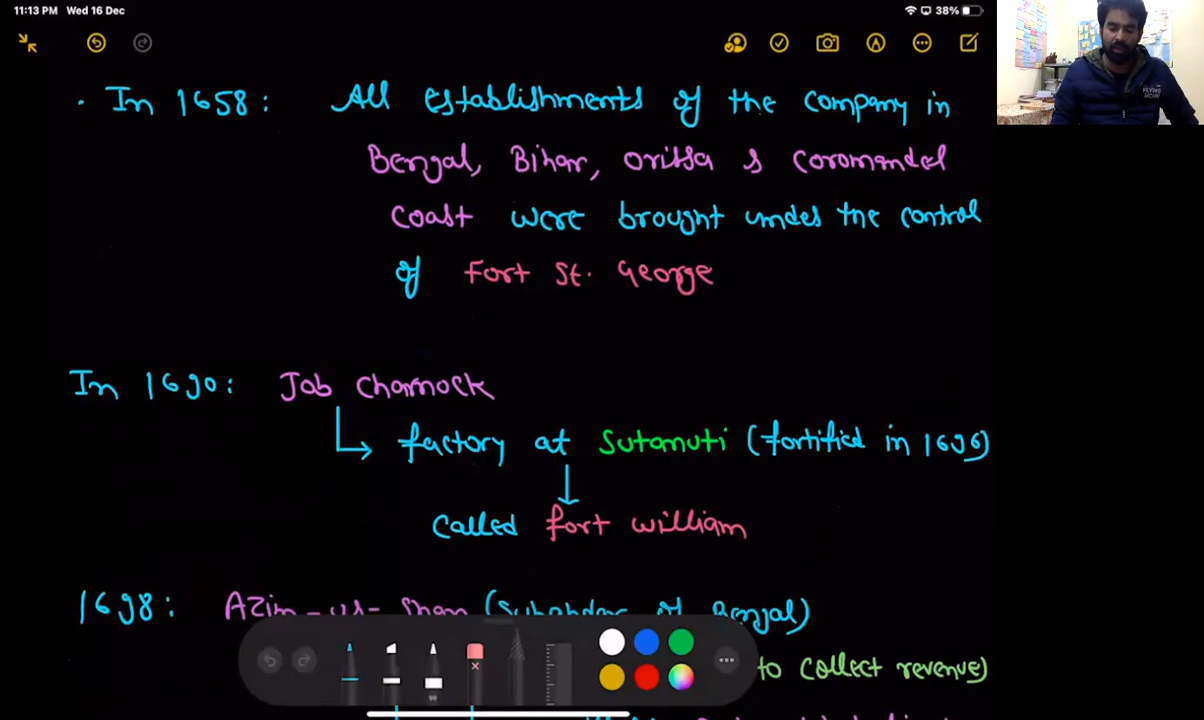 11:13 PM Wed 16 Dec
38%
. In 1658: All establishments of the company in
Bengal, Bihar, orissa & coromandel
coast were brought under the control
of Fort St. George
In 1690: Job Charnock
factory at Sutanuti (fortified in 1696)
called fort william
1698: Azim-us-shan (subahdar of Bengal)
to collect revenue)
FLYING